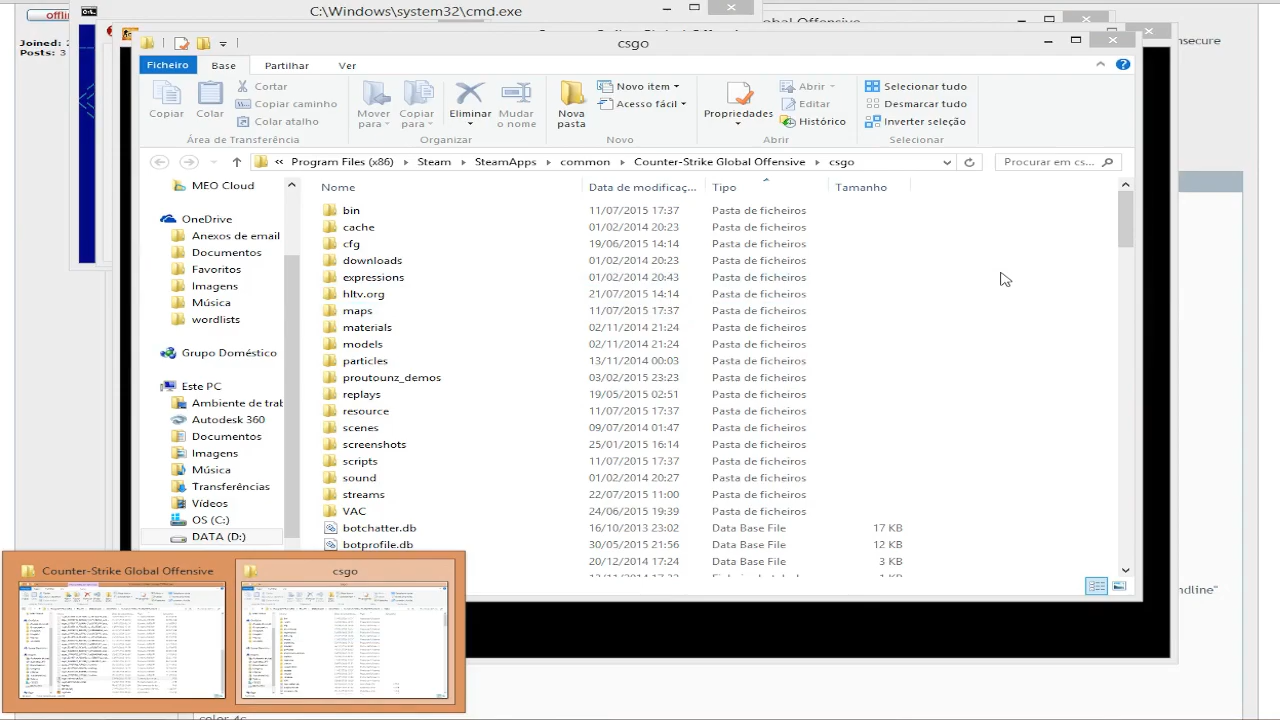 offli
C:\Windows\system32\cmd.exe
Joined: 2
Posts: 3
nsecure
csgo
Ficheiro
Base
Partilhar
Ver
Copiar
Colar
Cortar
Copiar caminho
Colar atalho
Área de Transferência
Mover para
Copiar para
Eliminar
Mudar o nome
Organizar
Nova pasta
Novo item
Acesso fácil
Novo
Propriedades
Abrir
Editar
Histórico
Abrir
Selecionar tudo
Desmarcar tudo
Inverter seleção
Selecionar
« Program Files (x86) Steam SteamApps common Counter-Strike Global Offensive csgo
Procurar em cs...
MEO Cloud
OneDrive
Anexos de email
Documentos
Favoritos
Imagens
Música
wordlists
Grupo Doméstico
Este PC
Ambiente de trab
Autodesk 360
Documentos
Imagens
Música
Transferências
Vídeos
OS (C:)
DATA (D:)
Nome Data de modificaç... Tipo Tamanho
bin 11/07/2015 17:37 Pasta de ficheiros
cache 01/02/2014 20:23 Pasta de ficheiros
cfg 19/06/2015 14:14 Pasta de ficheiros
downloads 01/02/2014 20:23 Pasta de ficheiros
expressions 01/02/2014 20:43 Pasta de ficheiros
hltv.org 21/07/2015 14:14 Pasta de ficheiros
maps 11/07/2015 17:37 Pasta de ficheiros
materials 02/11/2014 21:24 Pasta de ficheiros
models 02/11/2014 21:24 Pasta de ficheiros
particles 13/11/2014 00:03 Pasta de ficheiros
proutounz_demos 03/02/2015 23:23 Pasta de ficheiros
replays 19/05/2015 02:51 Pasta de ficheiros
resource 11/07/2015 17:37 Pasta de ficheiros
scenes 09/07/2014 01:47 Pasta de ficheiros
screenshots 25/01/2015 16:14 Pasta de ficheiros
scripts 11/07/2015 17:37 Pasta de ficheiros
sound 01/02/2014 20:27 Pasta de ficheiros
streams 22/07/2015 11:00 Pasta de ficheiros
VAC 24/06/2015 19:39 Pasta de ficheiros
botchatter.db 16/10/2013 23:02 Data Base File 17 KB
botprofile.db 30/05/2015 21:56 Data Base File 12 KB
20/12/2014 17:24 Data Base File 3 KB
Counter-Strike Global Offensive
csgo
ndline"
color 4c